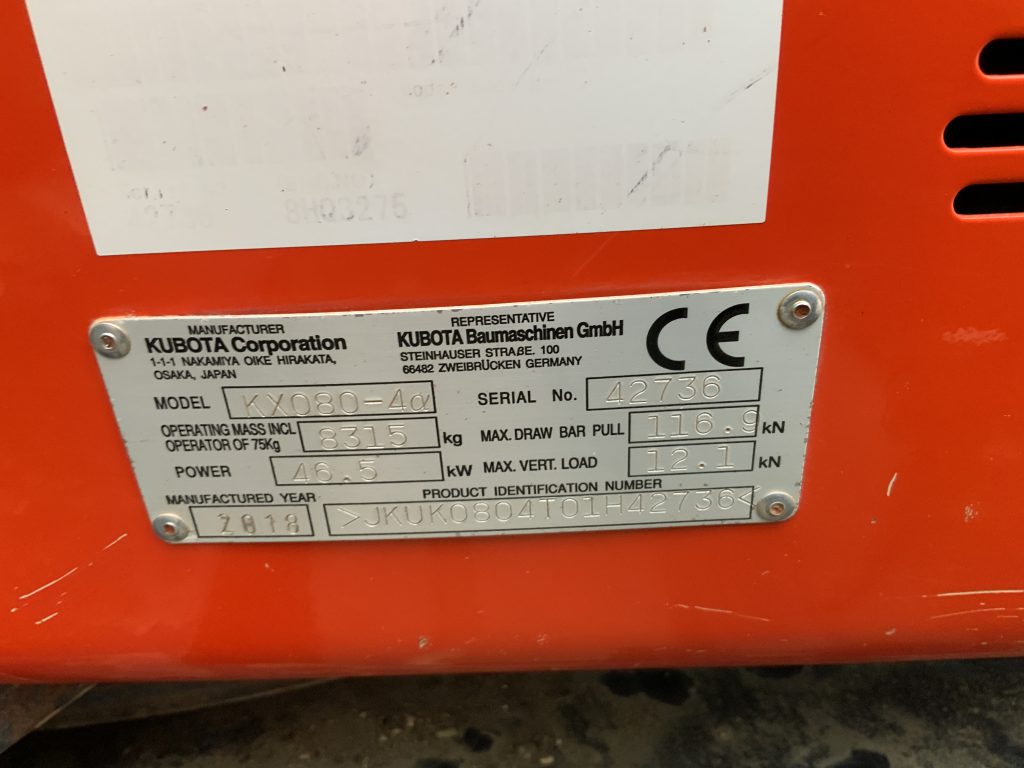 8HQ3275
MANUFACTURER
KUBOTA Corporation
1-1-1 NAKAMIYA OIKE HIRAKATA,
OSAKA, JAPAN
REPRESENTATIVE
KUBOTA Baumaschinen GmbH
STEINHAUSER STRAßE. 100
66482 ZWEIBRÜCKEN GERMANY
CE
MODEL KX080-4α
SERIAL No. 42736
OPERATING MASS INCL
OPERATOR OF 75Kg 8315 kg
MAX. DRAW BAR PULL 116.9 kN
POWER 46.5 kW
MAX. VERT. LOAD 12.1 kN
MANUFACTURED YEAR
2018
PRODUCT IDENTIFICATION NUMBER
>JKUK0804T01H42736<